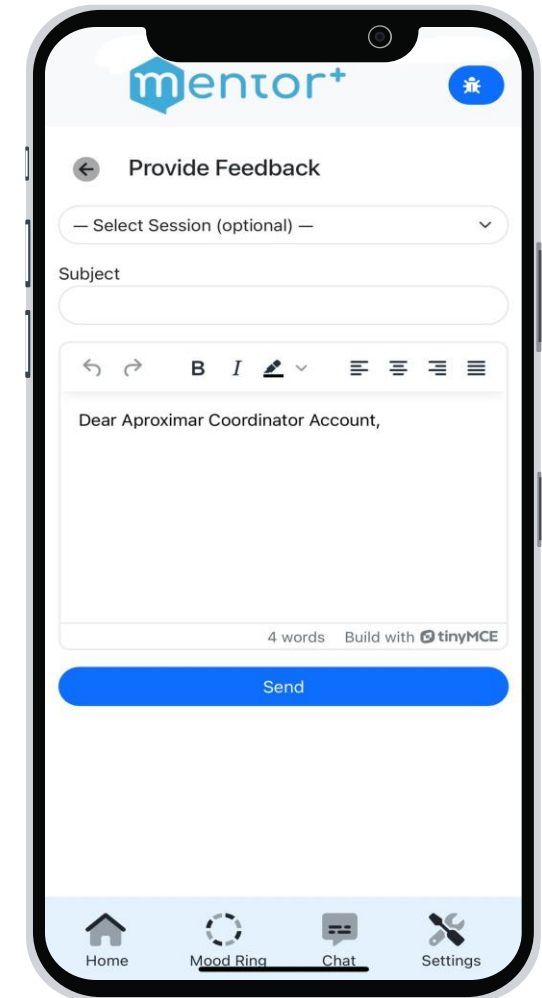 mentor+
Provide Feedback
— Select Session (optional) —
Subject
B I
Dear Aproximar Coordinator Account,
4 words Build with tinyMCE
Send
Home Mood Ring Chat Settings